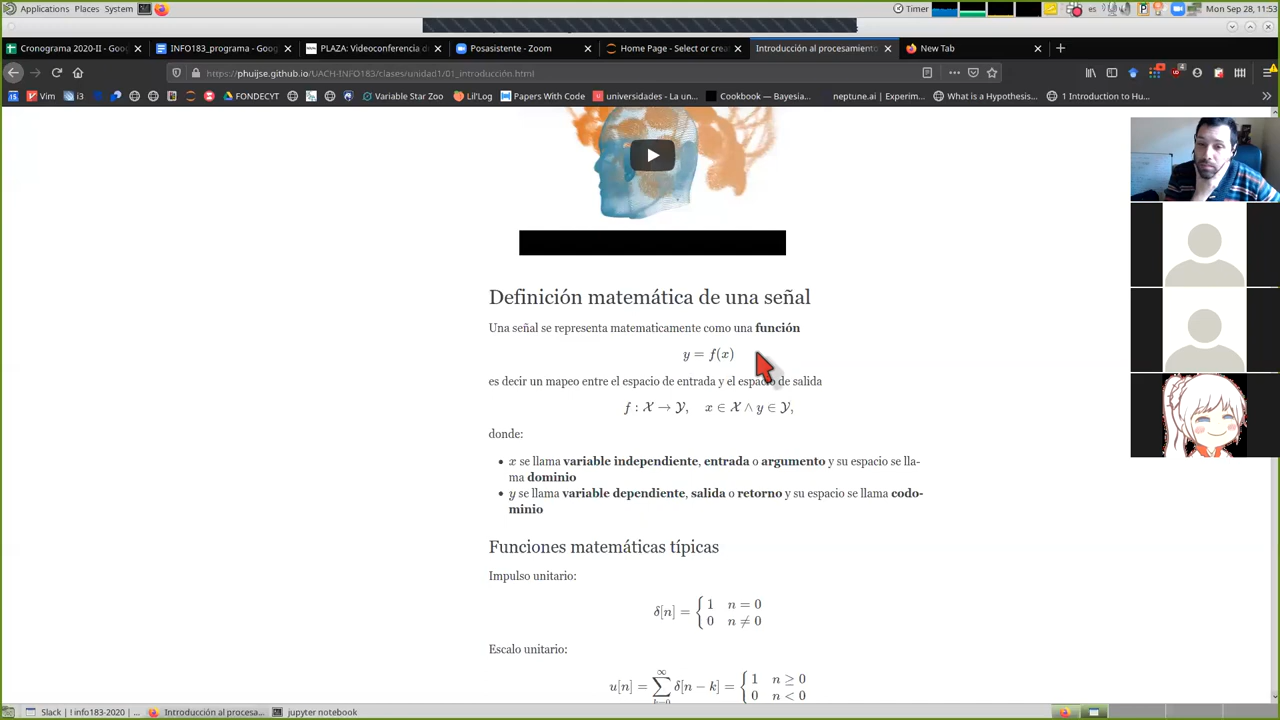 Applications Places System
Timer
es
Mon Sep 28, 11:53
Cronograma 2020-II - Goo
INFO183_programa - Goog
PLAZA: Videoconferencia d
Posasistente - Zoom
Home Page - Select or crea
Introducción al procesamiento
New Tab
https://phuijse.github.io/UACH-INFO183/clases/unidad1/01_introducción.html
Vim
i3
FONDECYT
Variable Star Zoo
Lil'Log
Papers With Code
universidades - La un...
Cookbook — Bayesia...
neptune.ai | Experim...
What is a Hypothesis...
1 Introduction to Hu...
Definición matemática de una señal
Una señal se representa matematicamente como una función
y = f(x)
es decir un mapeo entre el espacio de entrada y el espacio de salida
f : 𝒳 → 𝒴, x ∈ 𝒳 ∧ y ∈ 𝒴,
donde:
• x se llama variable independiente, entrada o argumento y su espacio se lla-
ma dominio
• y se llama variable dependiente, salida o retorno y su espacio se llama codo-
minio
Funciones matemáticas típicas
Impulso unitario:
δ[n] = { 1 n = 0
0 n ≠ 0
Escalo unitario:
u[n] = ∑ ∞ δ[n − k] = { 1 n ≥ 0
0 n < 0
Slack | ! info183-2020 | ...
Introducción al procesa...
jupyter notebook